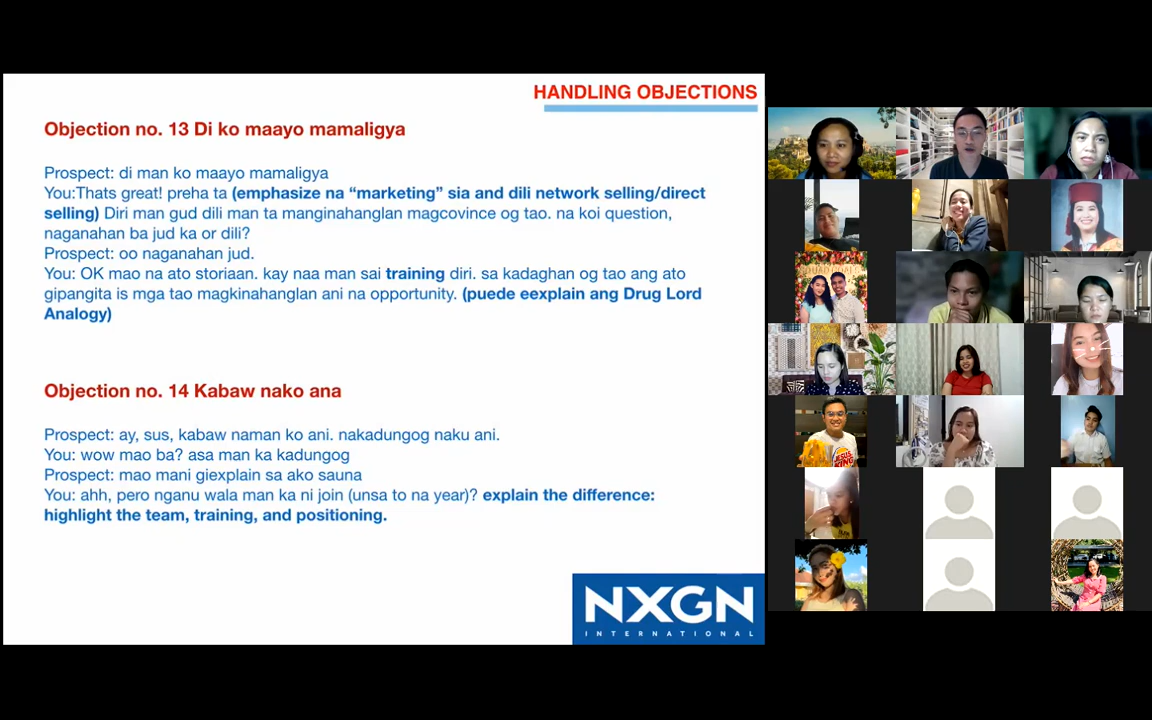 HANDLING OBJECTIONS
Objection no. 13 Di ko maayo mamaligya
Prospect: di man ko maayo mamaligya
You:Thats great! preha ta (emphasize na “marketing” sia and dili network selling/direct
selling) Diri man gud dili man ta manginahanglan magcovince og tao. na koi question,
naganahan ba jud ka or dili?
Prospect: oo naganahan jud.
You: OK mao na ato storiaan. kay naa man sai training diri. sa kadaghan og tao ang ato
gipangita is mga tao magkinahanglan ani na opportunity. (puede eexplain ang Drug Lord
Analogy)
Objection no. 14 Kabaw nako ana
Prospect: ay, sus, kabaw naman ko ani. nakadungog naku ani.
You: wow mao ba? asa man ka kadungog
Prospect: mao mani giexplain sa ako sauna
You: ahh, pero nganu wala man ka ni join (unsa to na year)? explain the difference:
highlight the team, training, and positioning.
NXGN
INTERNATIONAL
JESUS
KING